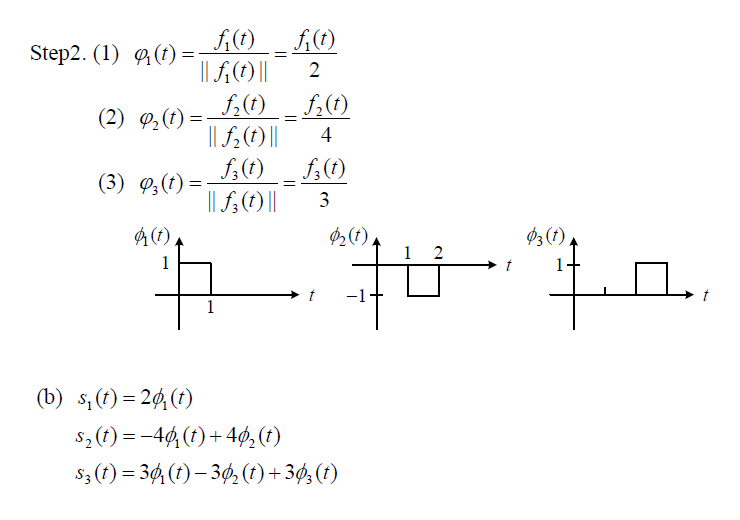 Step2. (1) φ₁(t) = f₁(t) / || f₁(t) || = f₁(t) / 2
(2) φ₂(t) = f₂(t) / || f₂(t) || = f₂(t) / 4
(3) φ₃(t) = f₃(t) / || f₃(t) || = f₃(t) / 3
ϕ₁(t) 1 1 t
ϕ₂(t) 1 2 −1 t
ϕ₃(t) 1 t
(b) s₁(t) = 2ϕ₁(t)
s₂(t) = −4ϕ₁(t) + 4ϕ₂(t)
s₃(t) = 3ϕ₁(t) − 3ϕ₂(t) + 3ϕ₃(t)